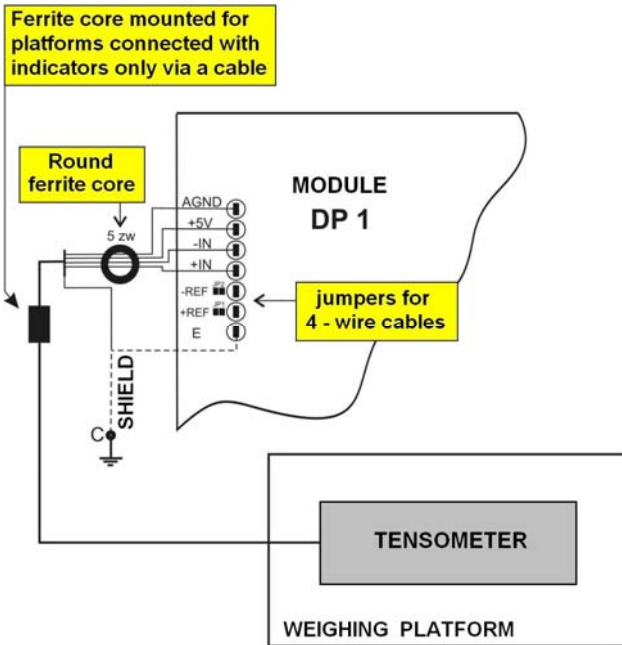 Ferrite core mounted for
platforms connected with
indicators only via a cable
Round
ferrite core
5 zw
MODULE
DP 1
AGND
+5V
-IN
+IN
-REF JP2
+REF JP1
E
jumpers for
4 - wire cables
SHIELD
C
TENSOMETER
WEIGHING PLATFORM